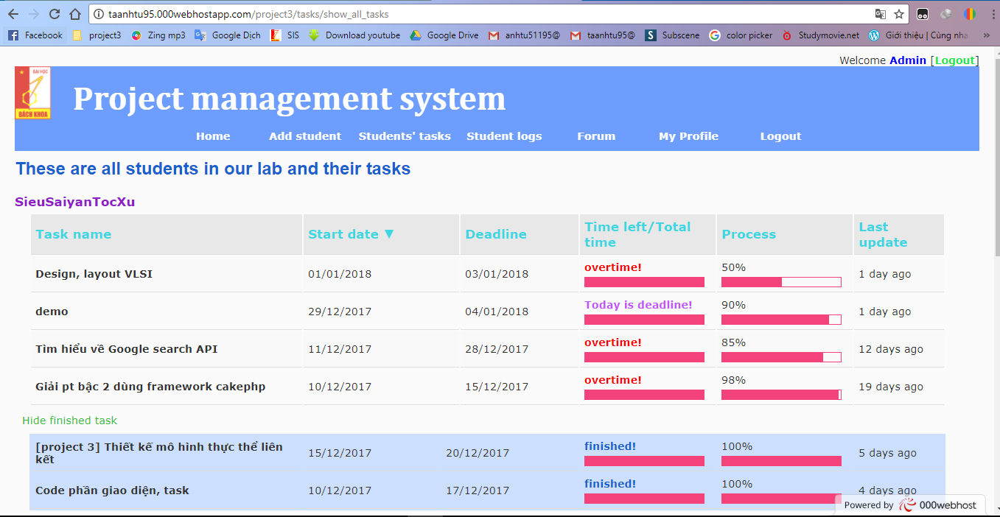 taanhtu95.000webhostapp.com/project3/tasks/show_all_tasks
Facebook project3 Zing mp3 Google Dịch SIS Download youtube Google Drive anhtu51195@ taanhtu95@ Subscene color picker Studymovie.net Giới thiệu | Cùng nha »
Welcome Admin [Logout]
ĐẠI HỌC
BÁCH KHOA
Project management system
Home Add student Students' tasks Student logs Forum My Profile Logout
These are all students in our lab and their tasks
SieuSaiyanTocXu
Task name Start date ▼ Deadline Time left/Total time Process Last update
Design, layout VLSI 01/01/2018 03/01/2018 overtime! 50% 1 day ago
demo 29/12/2017 04/01/2018 Today is deadline! 90% 1 day ago
Tìm hiểu về Google search API 11/12/2017 28/12/2017 overtime! 85% 12 days ago
Giải pt bậc 2 dùng framework cakephp 10/12/2017 15/12/2017 overtime! 98% 19 days ago
Hide finished task
[project 3] Thiết kế mô hình thực thể liên kết 15/12/2017 20/12/2017 finished! 100% 5 days ago
Code phần giao diện, task 10/12/2017 17/12/2017 finished! 100% 4 days ago
Powered by 000webhost